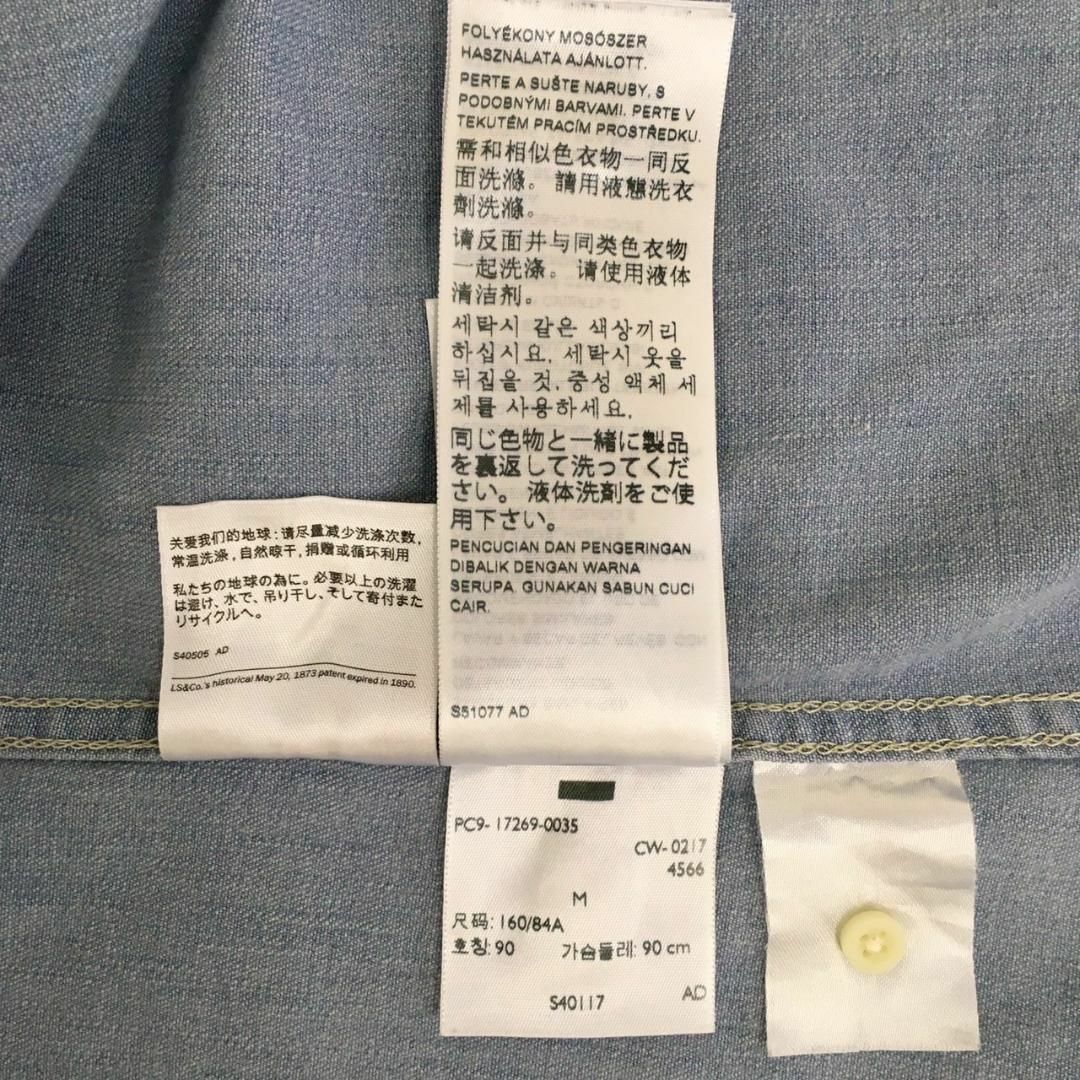 FOLYÉKONY MOSÓSZER
HASZNÁLATA AJÁNLOTT.
PERTE A SUŠTE NARUBY, S
PODOBNÝMI BARVAMI. PERTE V
TEKUTÉM PRACÍM PROSTŘEDKU.
需和相似色衣物一同反
面洗滌。請用液態洗衣
劑洗滌。
请反面并与同类色衣物
一起洗涤。请使用液体
清洁剂。
세탁시 같은 색상끼리
하십시요. 세탁시 옷을
뒤집을 것. 중성 액체 세
제를 사용하세요.
同じ色物と一緒に製品
を裏返して洗ってくだ
さい。液体洗剤をご使
用下さい。
PENCUCIAN DAN PENGERINGAN
DIBALIK DENGAN WARNA
SERUPA. GUNAKAN SABUN CUCI
CAIR.
S51077 AD
关爱我们的地球:请尽量减少洗涤次数,
常温洗涤,自然晾干,捐赠或循环利用
私たちの地球の為に。必要以上の洗濯
は避け、水で、吊り干し、そして寄付また
リサイクルへ。
S40505 AD
LS&Co.'s historical May 20, 1873 patent expired in 1890.
PC9-17269-0035
CW-0217
4566
M
尺码: 160/84A
호칭: 90 가슴둘레: 90 cm
S40117 AD